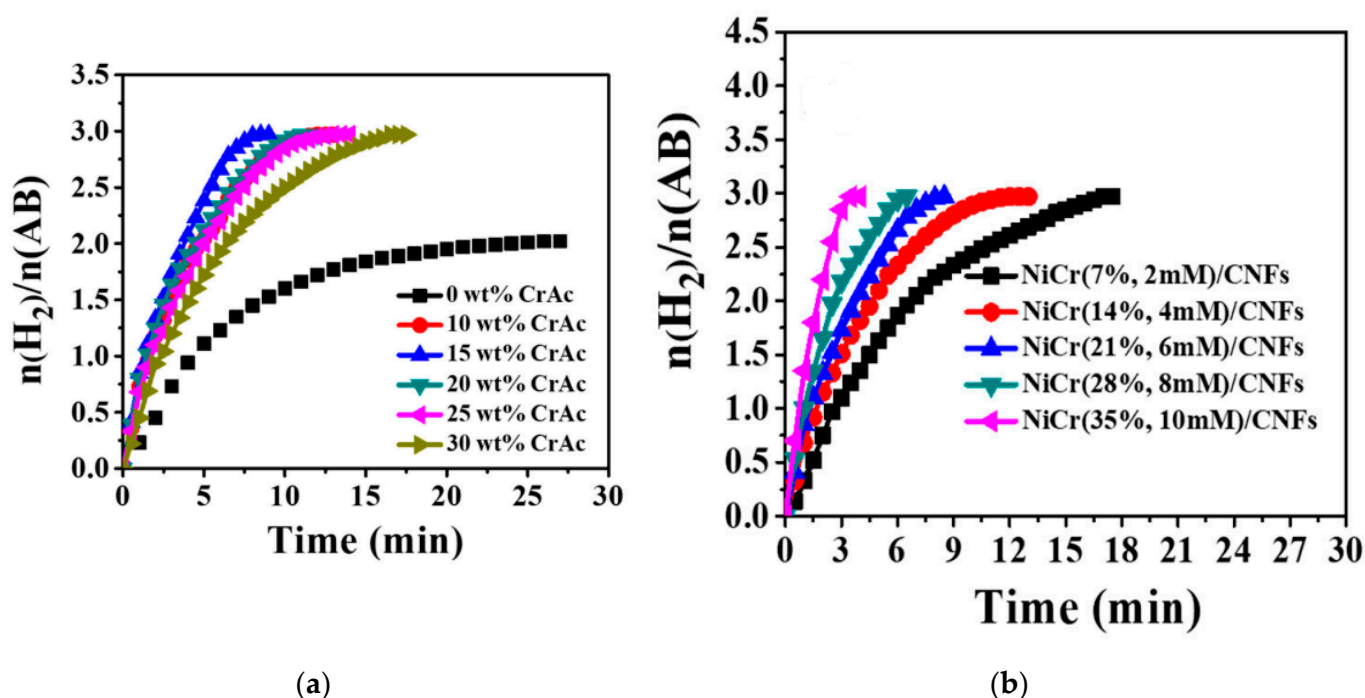 n(H2)/n(AB)
3.5
3.0
2.5
2.0
1.5
1.0
0.5
0.0
0 wt% CrAc
10 wt% CrAc
15 wt% CrAc
20 wt% CrAc
25 wt% CrAc
30 wt% CrAc
0 5 10 15 20 25 30
Time (min)
(a)
n(H2)/n(AB)
4.5
4.0
3.5
3.0
2.5
2.0
1.5
1.0
0.5
0.0
NiCr(7%, 2mM)/CNFs
NiCr(14%, 4mM)/CNFs
NiCr(21%, 6mM)/CNFs
NiCr(28%, 8mM)/CNFs
NiCr(35%, 10mM)/CNFs
0 3 6 9 12 15 18 21 24 27 30
Time (min)
(b)